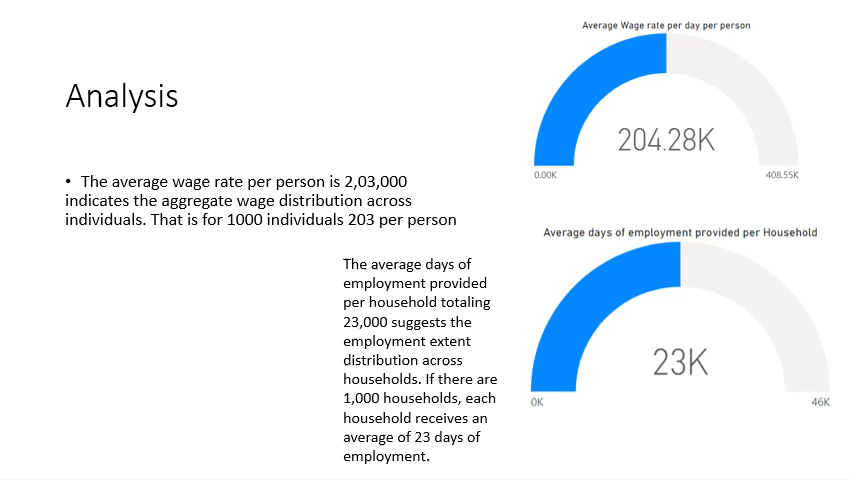 Analysis
• The average wage rate per person is 2,03,000
indicates the aggregate wage distribution across
individuals. That is for 1000 individuals 203 per person
The average days of
employment provided
per household totaling
23,000 suggests the
employment extent
distribution across
households. If there are
1,000 households, each
household receives an
average of 23 days of
employment.
Average Wage rate per day per person
204.28K
0.00K
408.55K
Average days of employment provided per Household
23K
0K
46K